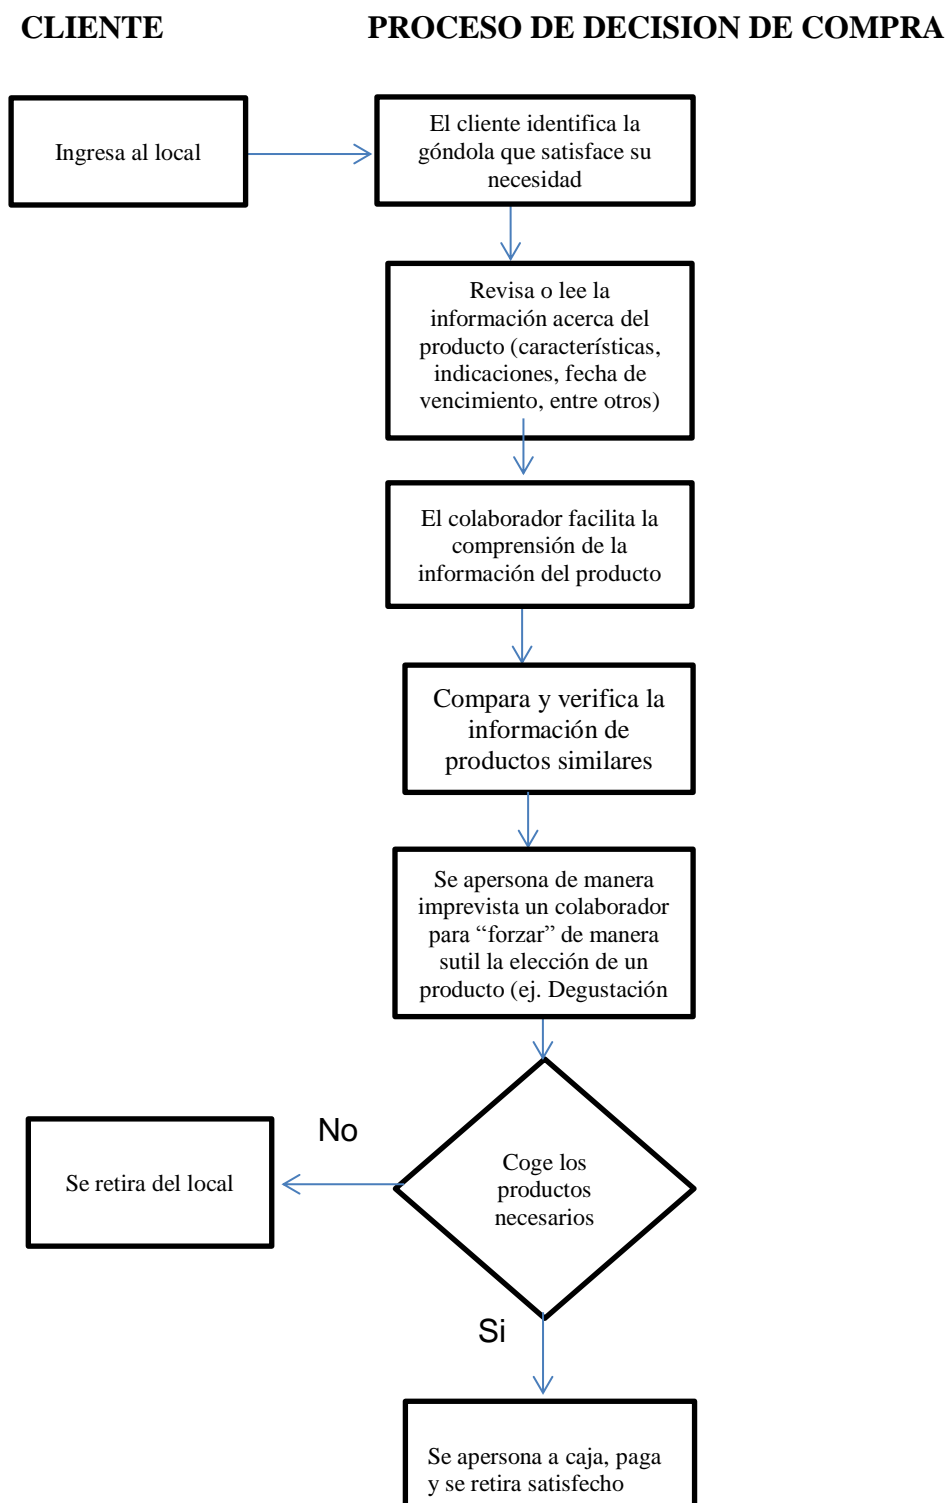 CLIENTE
PROCESO DE DECISION DE COMPRA
Ingresa al local
El cliente identifica la
góndola que satisface su
necesidad
Revisa o lee la
información acerca del
producto (características,
indicaciones, fecha de
vencimiento, entre otros)
El colaborador facilita la
comprensión de la
información del producto
Compara y verifica la
información de
productos similares
Se apersona de manera
imprevista un colaborador
para “forzar” de manera
sutil la elección de un
producto (ej. Degustación
No
Se retira del local
Coge los
productos
necesarios
Si
Se apersona a caja, paga
y se retira satisfecho